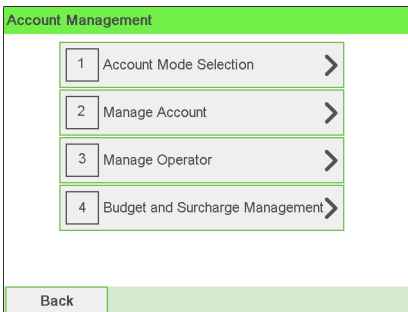 Account Management
1 Account Mode Selection
2 Manage Account
3 Manage Operator
4 Budget and Surcharge Management
Back